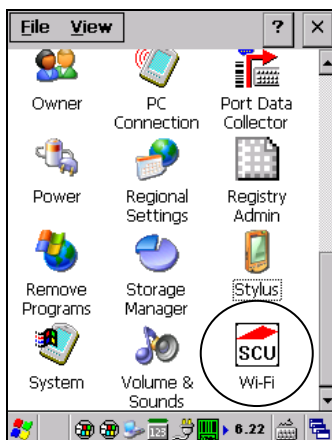 File View ? ×
Owner PC Connection Port Data Collector
Power Regional Settings Registry Admin
Remove Programs Storage Manager Stylus
SCU
System Volume & Sounds Wi-Fi
123 6.22